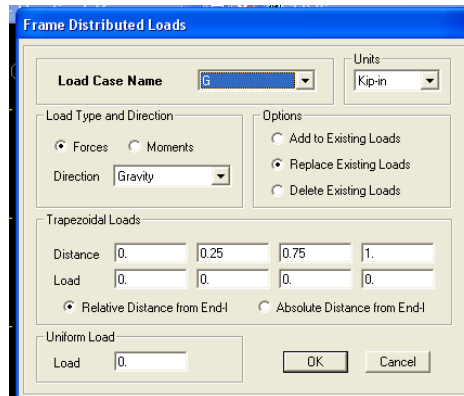 Frame Distributed Loads
Units
Load Case Name G Kip-in
Load Type and Direction Options
Forces Moments Add to Existing Loads
Direction Gravity Replace Existing Loads
Delete Existing Loads
Trapezoidal Loads
Distance 0. 0.25 0.75 1.
Load 0. 0. 0. 0.
Relative Distance from End-I Absolute Distance from End-I
Uniform Load
Load 0. OK Cancel